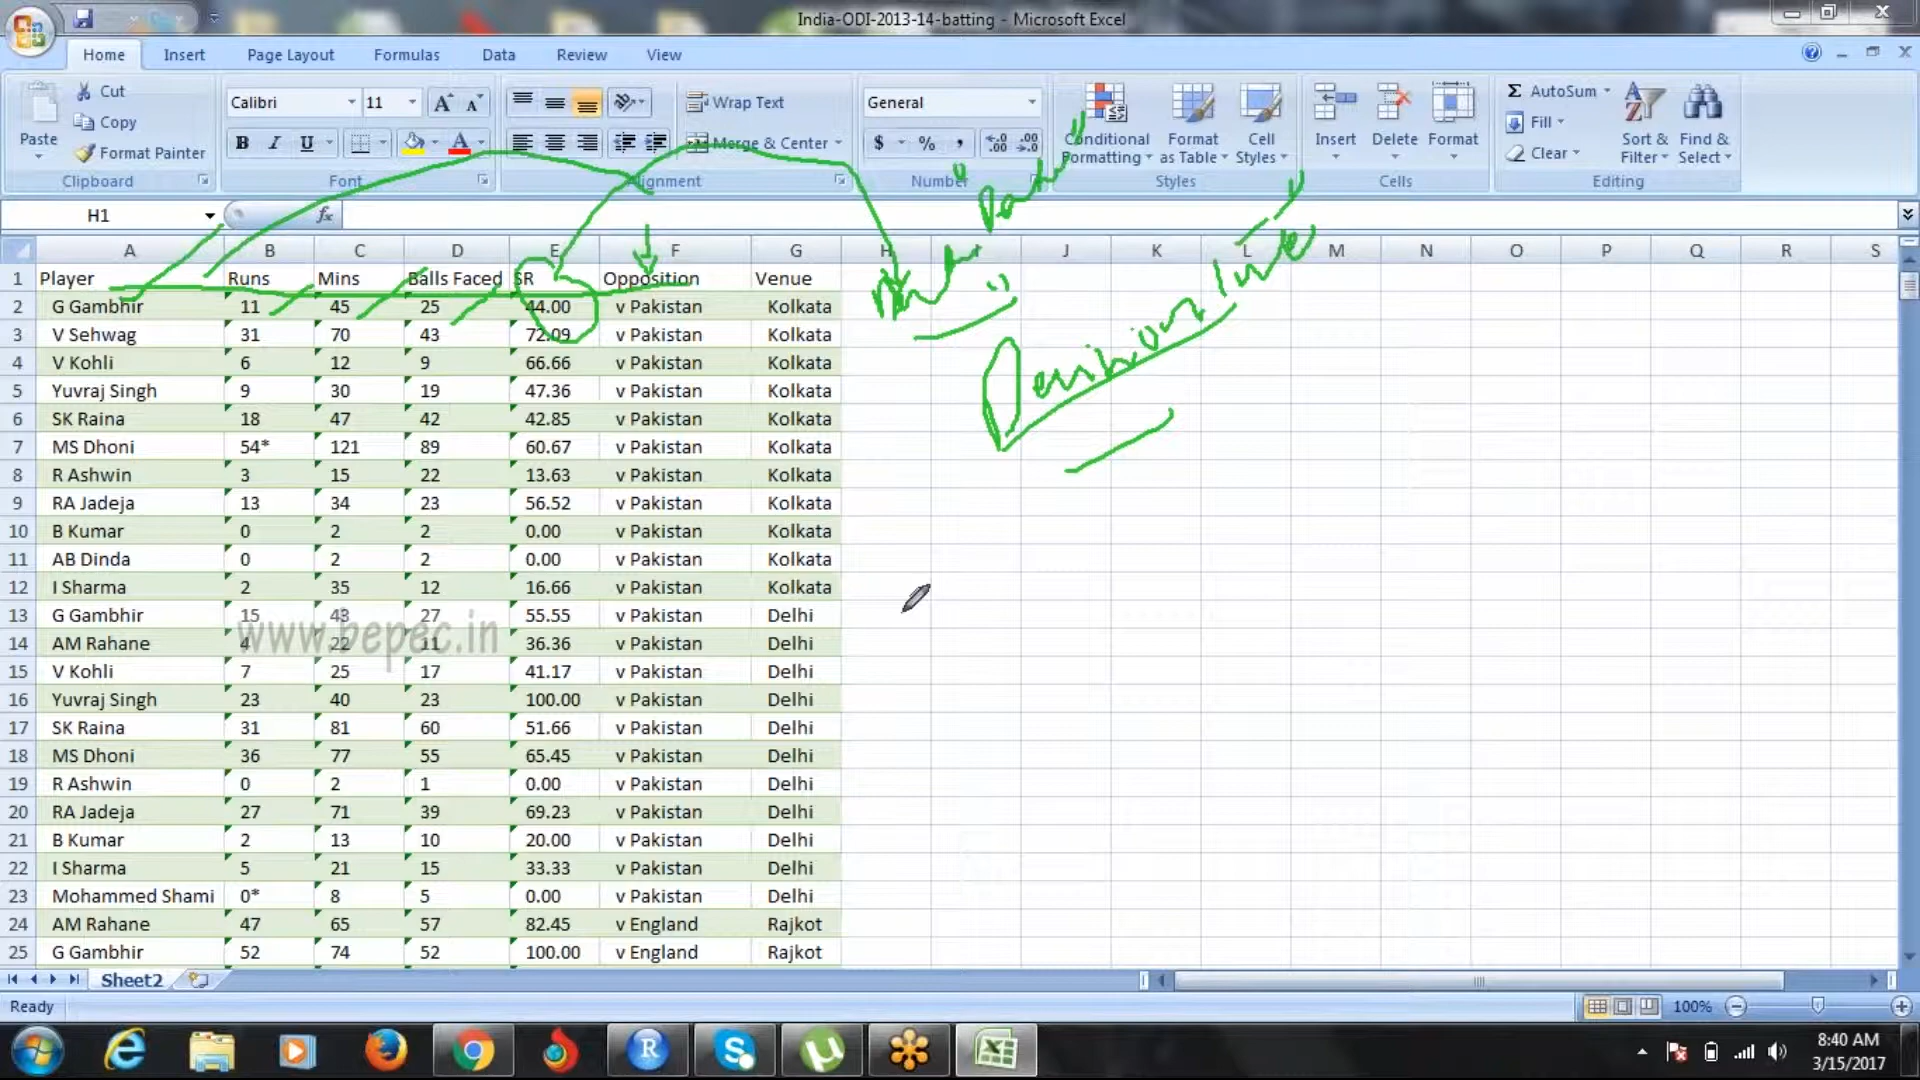 India-ODI-2013-14-batting - Microsoft Excel
Home Insert Page Layout Formulas Data Review View
Cut
Copy
Format Painter
Paste
Calibri 11
B I U
Wrap Text
Merge & Center
General
$ % ,
Conditional Formatting
Format as Table
Cell Styles
Insert Delete Format
AutoSum
Fill
Clear
Sort & Filter
Find & Select
Clipboard Font Alignment Number Styles Cells Editing
H1 fx
A B C D E F G H J K L M N O P Q R S
1 Player Runs Mins Balls Faced SR Opposition Venue
2 G Gambhir 11 45 25 44.00 v Pakistan Kolkata
3 V Sehwag 31 70 43 72.09 v Pakistan Kolkata
4 V Kohli 6 12 9 66.66 v Pakistan Kolkata
5 Yuvraj Singh 9 30 19 47.36 v Pakistan Kolkata
6 SK Raina 18 47 42 42.85 v Pakistan Kolkata
7 MS Dhoni 54* 121 89 60.67 v Pakistan Kolkata
8 R Ashwin 3 15 22 13.63 v Pakistan Kolkata
9 RA Jadeja 13 34 23 56.52 v Pakistan Kolkata
10 B Kumar 0 2 2 0.00 v Pakistan Kolkata
11 AB Dinda 0 2 2 0.00 v Pakistan Kolkata
12 I Sharma 2 35 12 16.66 v Pakistan Kolkata
13 G Gambhir 15 43 27 55.55 v Pakistan Delhi
14 AM Rahane 4 22 11 36.36 v Pakistan Delhi
15 V Kohli 7 25 17 41.17 v Pakistan Delhi
16 Yuvraj Singh 23 40 23 100.00 v Pakistan Delhi
17 SK Raina 31 81 60 51.66 v Pakistan Delhi
18 MS Dhoni 36 77 55 65.45 v Pakistan Delhi
19 R Ashwin 0 2 1 0.00 v Pakistan Delhi
20 RA Jadeja 27 71 39 69.23 v Pakistan Delhi
21 B Kumar 2 13 10 20.00 v Pakistan Delhi
22 I Sharma 5 21 15 33.33 v Pakistan Delhi
23 Mohammed Shami 0* 8 5 0.00 v Pakistan Delhi
24 AM Rahane 47 65 57 82.45 v England Rajkot
25 G Gambhir 52 74 52 100.00 v England Rajkot
www.bepec.in
Sheet2
Ready 100%
8:40 AM
3/15/2017